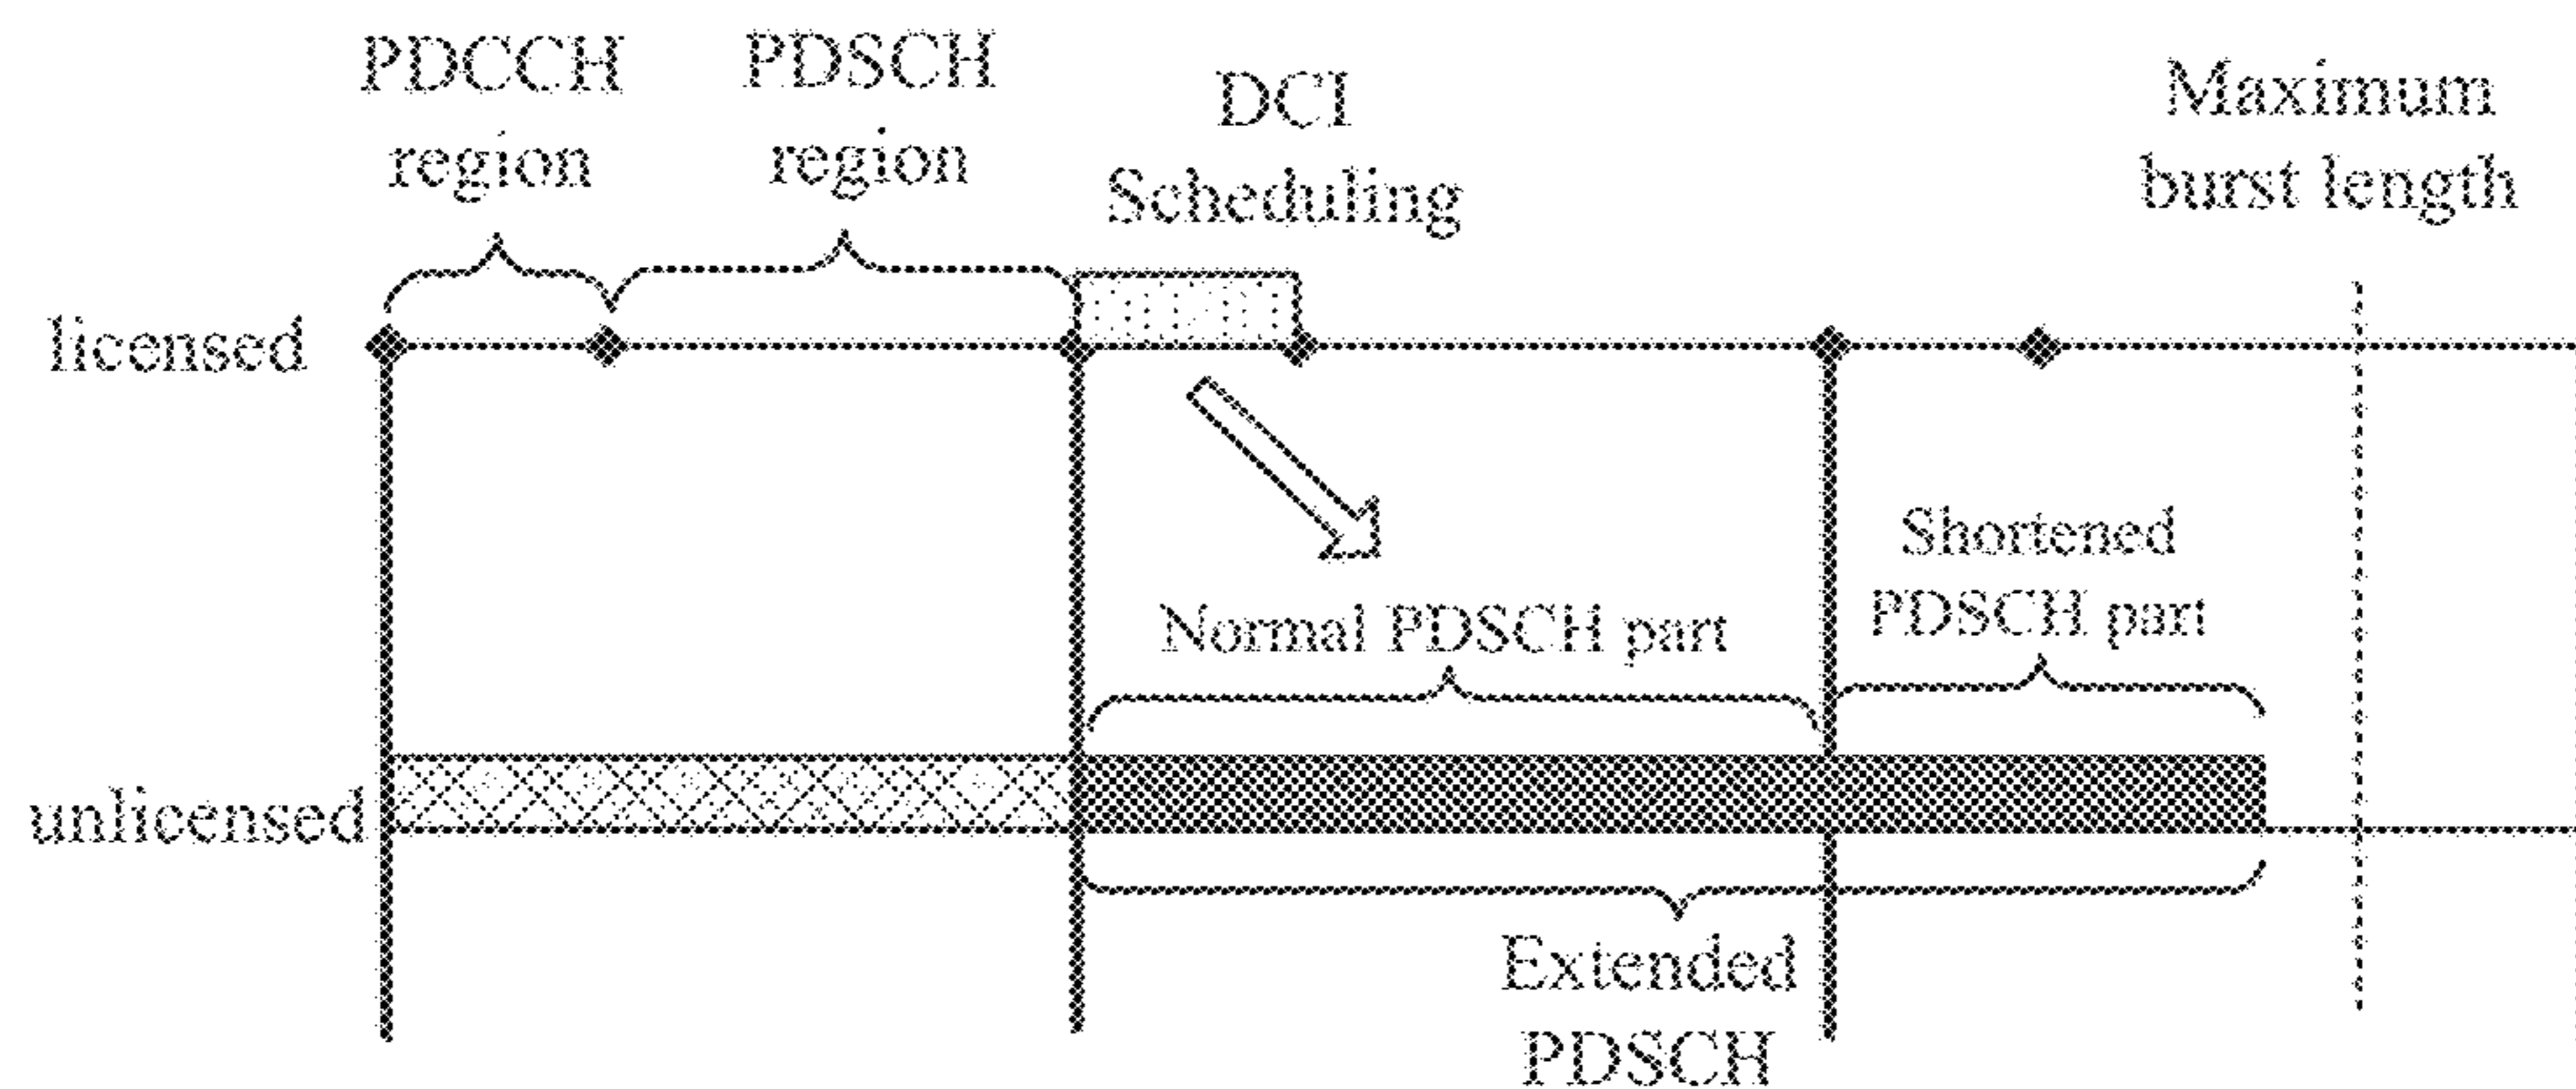 PDCCH
region
PDSCH
region
DCI
Scheduling
Maximum
burst length
licensed
Shortened
PDSCH part
Normal PDSCH part
unlicensed
Extended
PDSCH